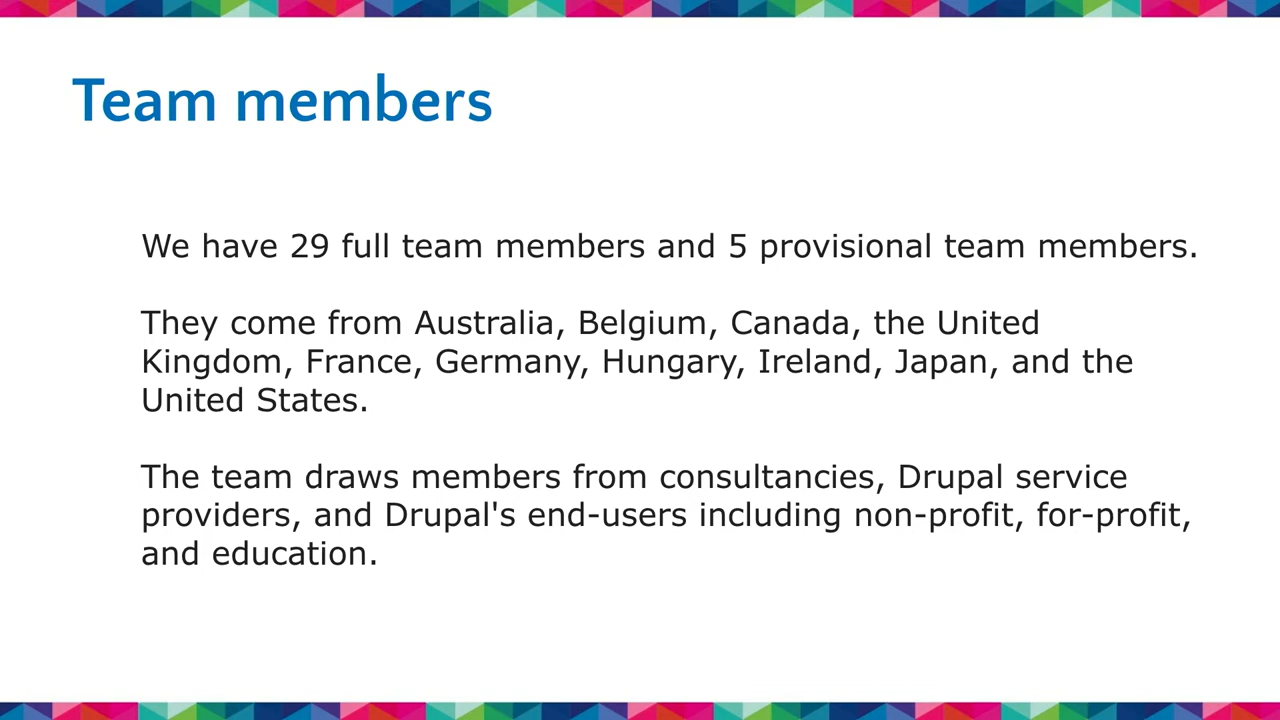 Team members
We have 29 full team members and 5 provisional team members.
They come from Australia, Belgium, Canada, the United
Kingdom, France, Germany, Hungary, Ireland, Japan, and the
United States.
The team draws members from consultancies, Drupal service
providers, and Drupal's end-users including non-profit, for-profit,
and education.